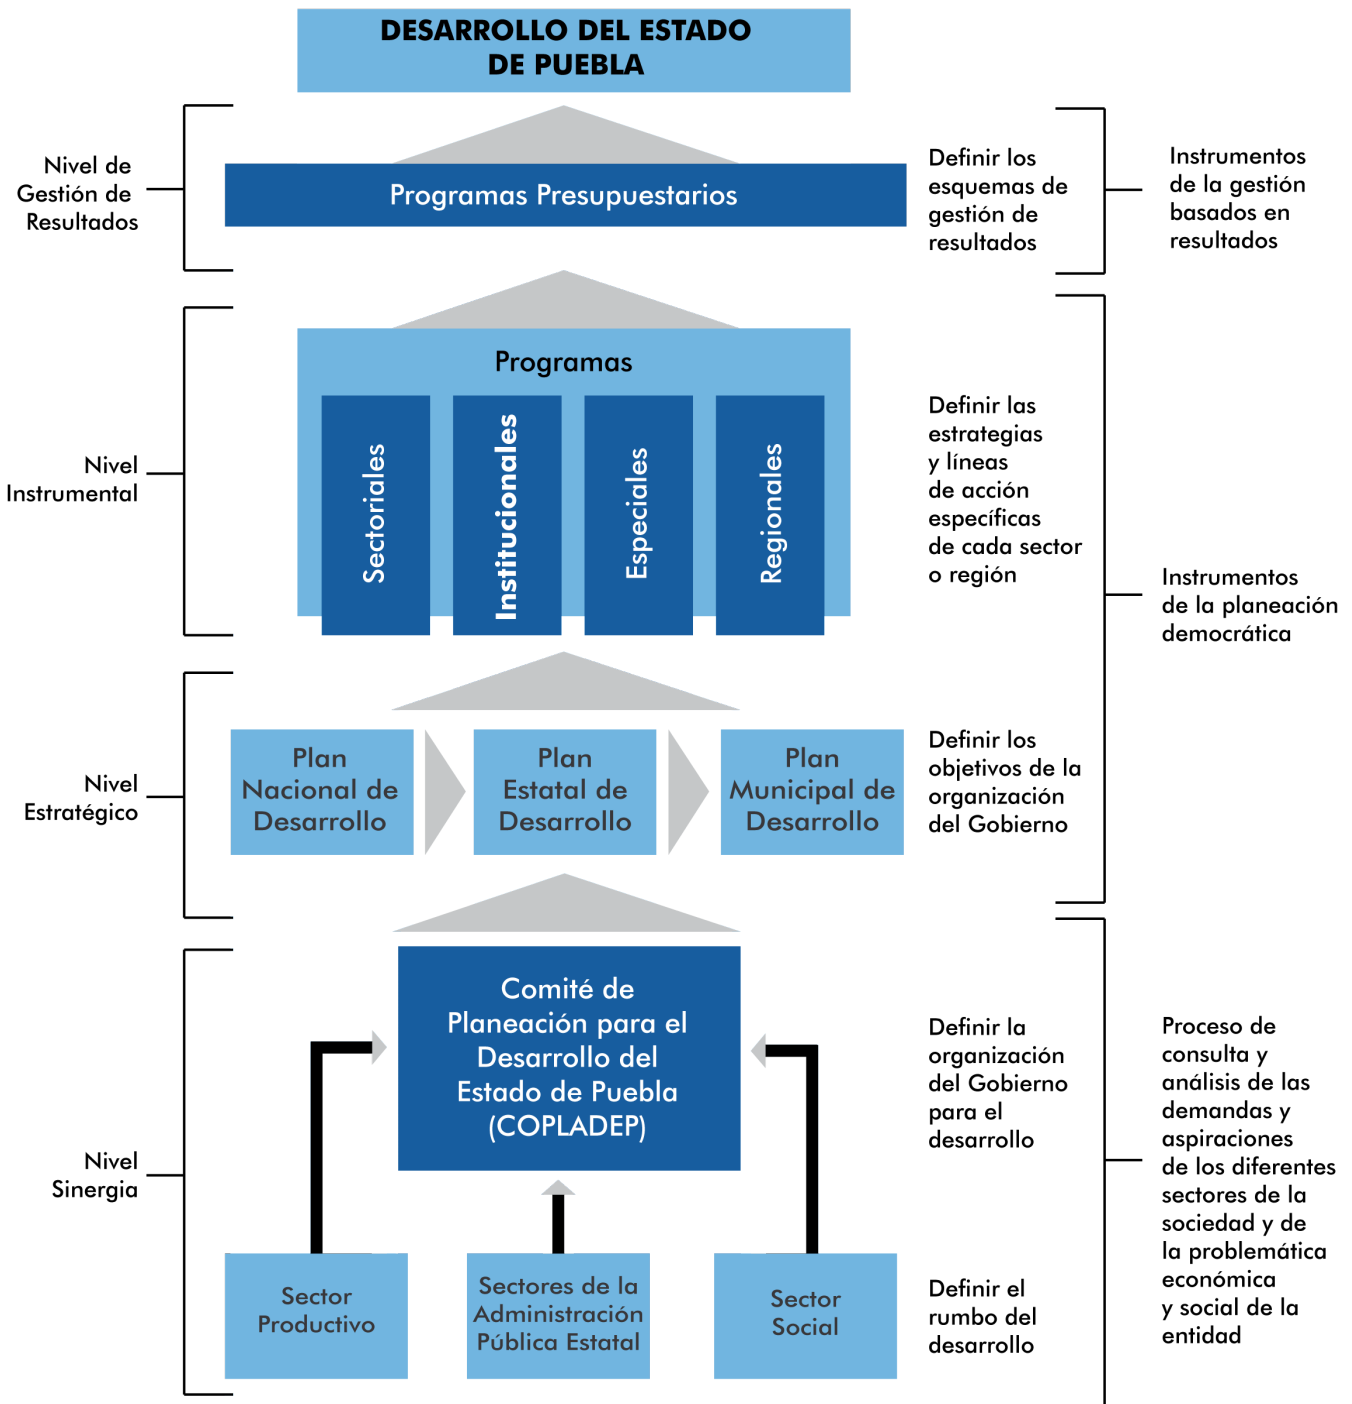 DESARROLLO DEL ESTADO
DE PUEBLA
Nivel de
Gestión de
Resultados
Programas Presupuestarios
Definir los
esquemas de
gestión de
resultados
Instrumentos
de la gestión
basados en
resultados
Nivel
Instrumental
Programas
Sectoriales
Institucionales
Especiales
Regionales
Definir las
estrategias
y líneas
de acción
específicas
de cada sector
o región
Instrumentos
de la planeación
democrática
Nivel
Estratégico
Plan
Nacional de
Desarrollo
Plan
Estatal de
Desarrollo
Plan
Municipal de
Desarrollo
Definir los
objetivos de la
organización
del Gobierno
Nivel
Sinergia
Comité de
Planeación para el
Desarrollo del
Estado de Puebla
(COPLADEP)
Definir la
organización
del Gobierno
para el
desarrollo
Sector
Productivo
Sectores de la
Administración
Pública Estatal
Sector
Social
Definir el
rumbo del
desarrollo
Proceso de
consulta y
análisis de las
demandas y
aspiraciones
de los diferentes
sectores de la
sociedad y de
la problemática
económica
y social de la
entidad